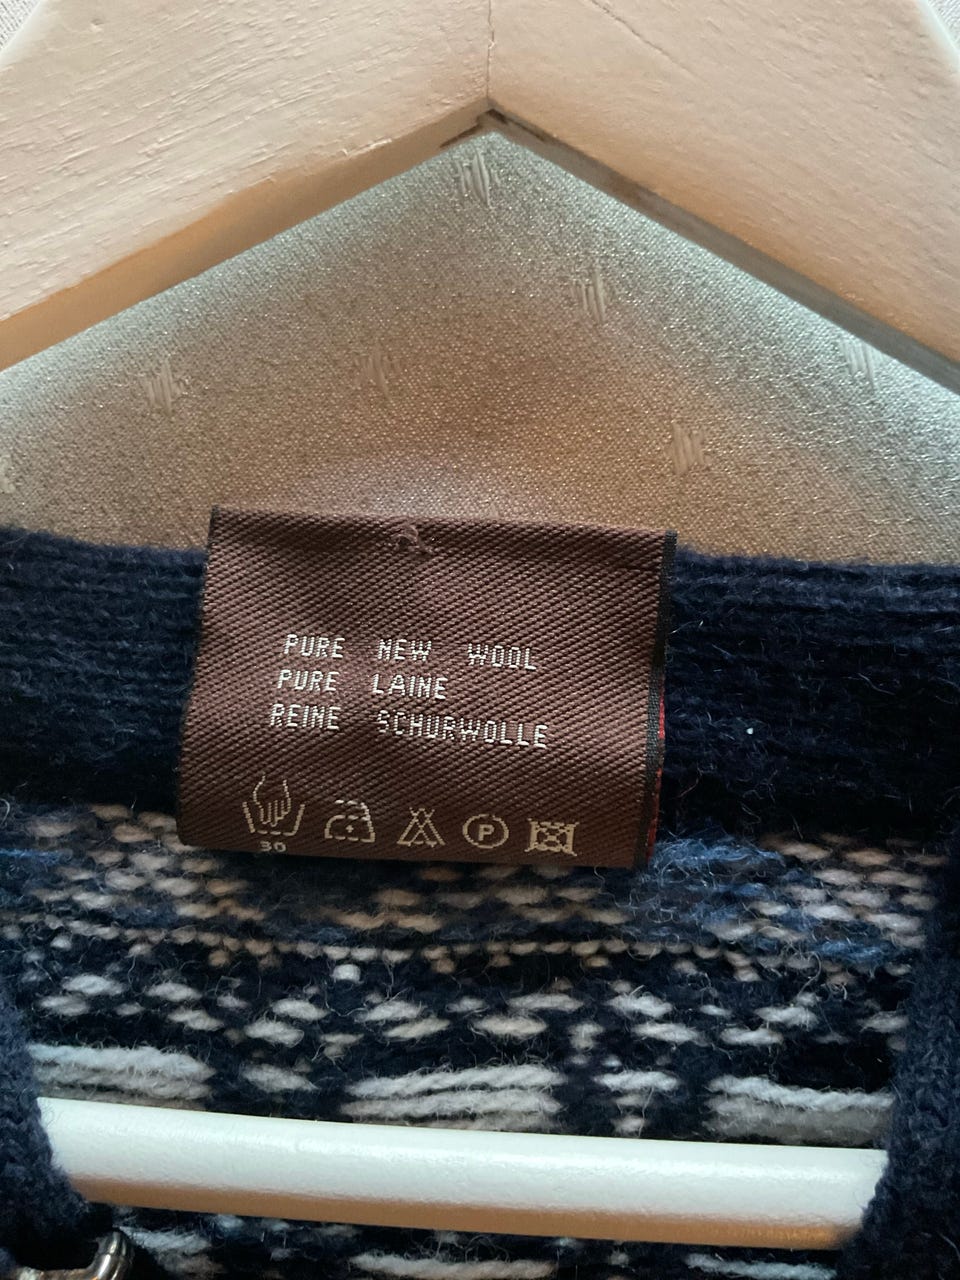 PURE NEW WOOL
PURE LAINE
REINE SCHURWOLLE
30
P